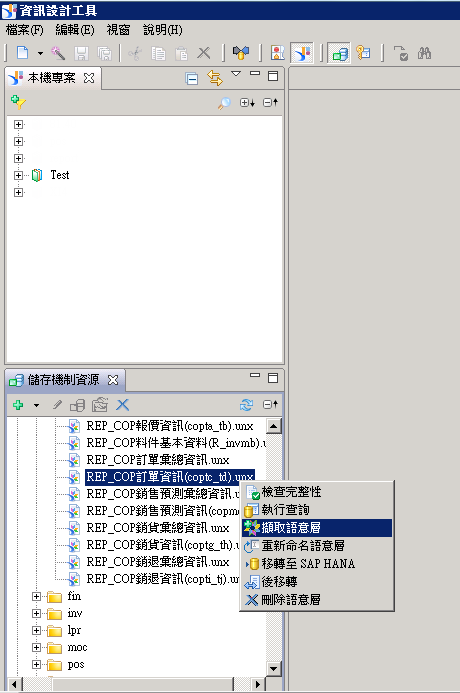 資訊設計工具
檔案(F) 編輯(E) 視窗 說明(H)
本機專案
Test
儲存機制資源
REP_COP報價資訊(copta_tb).unx
REP_COP料件基本資料(R_invmb).u
REP_COP訂單彙總資訊.unx
REP_COP訂單資訊(coptc_td).unx
REP_COP銷售預測彙總資訊.u
REP_COP銷售預測資訊(copme
REP_COP銷貨彙總資訊.unx
REP_COP銷貨資訊(coptg_th).u
REP_COP銷退彙總資訊.unx
REP_COP銷退資訊(copti_tj).un
檢查完整性
執行查詢
擷取語意層
重新命名語意層
移轉至 SAP HANA
後移轉
刪除語意層
fin
inv
lpr
moc
pos